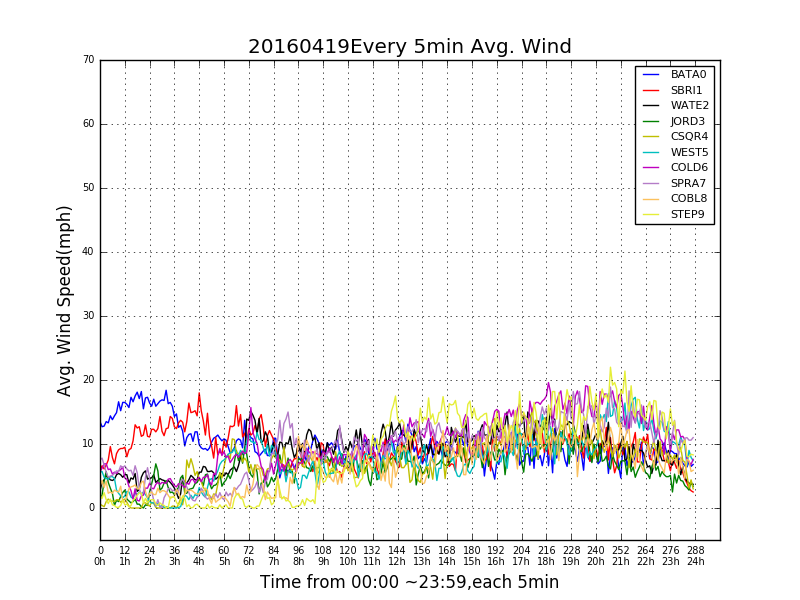 20160419Every 5min Avg. Wind
70
60
50
40
30
20
10
0
Avg. Wind Speed(mph)
BATA0
SBRI1
WATE2
JORD3
CSQR4
WEST5
COLD6
SPRA7
COBL8
STEP9
0 12 24 36 48 60 72 84 96 108 120 132 144 156 168 180 192 204 216 228 240 252 264 276 288
0h 1h 2h 3h 4h 5h 6h 7h 8h 9h 10h 11h 12h 13h 14h 15h 16h 17h 18h 19h 20h 21h 22h 23h 24h
Time from 00:00 ~23:59,each 5min